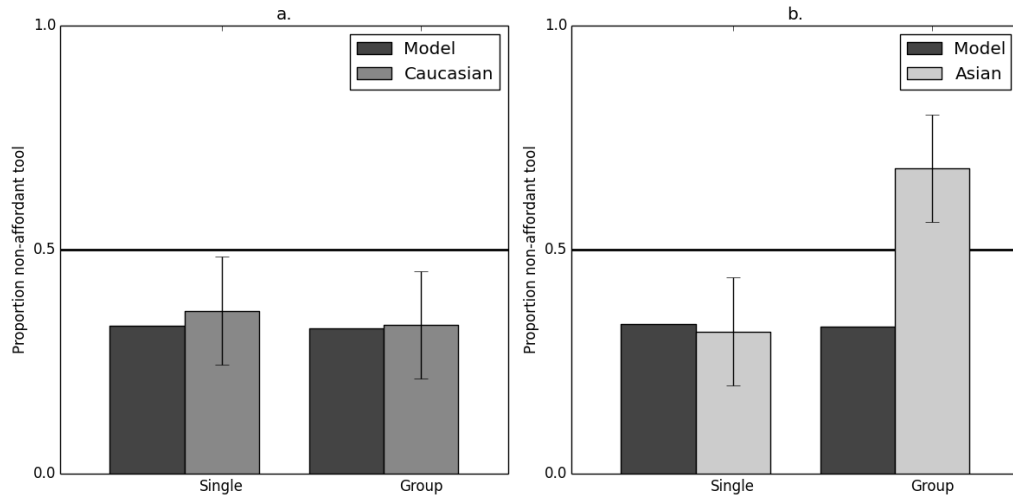 a.
1.0
0.5
0.0
Proportion non-affordant tool
Model
Caucasian
Single
Group
b.
1.0
0.5
0.0
Proportion non-affordant tool
Model
Asian
Single
Group